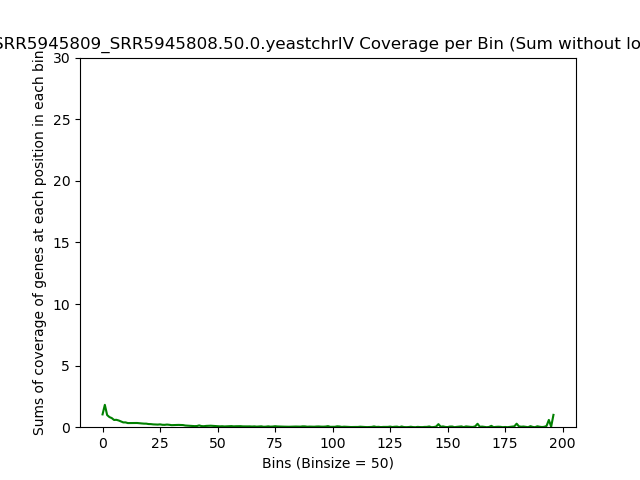 SRR5945809_SRR5945808.50.0.yeastchrIV Coverage per Bin (Sum without lo
Sums of coverage of genes at each position in each bin
30
25
20
15
10
5
0
0 25 50 75 100 125 150 175 200
Bins (Binsize = 50)